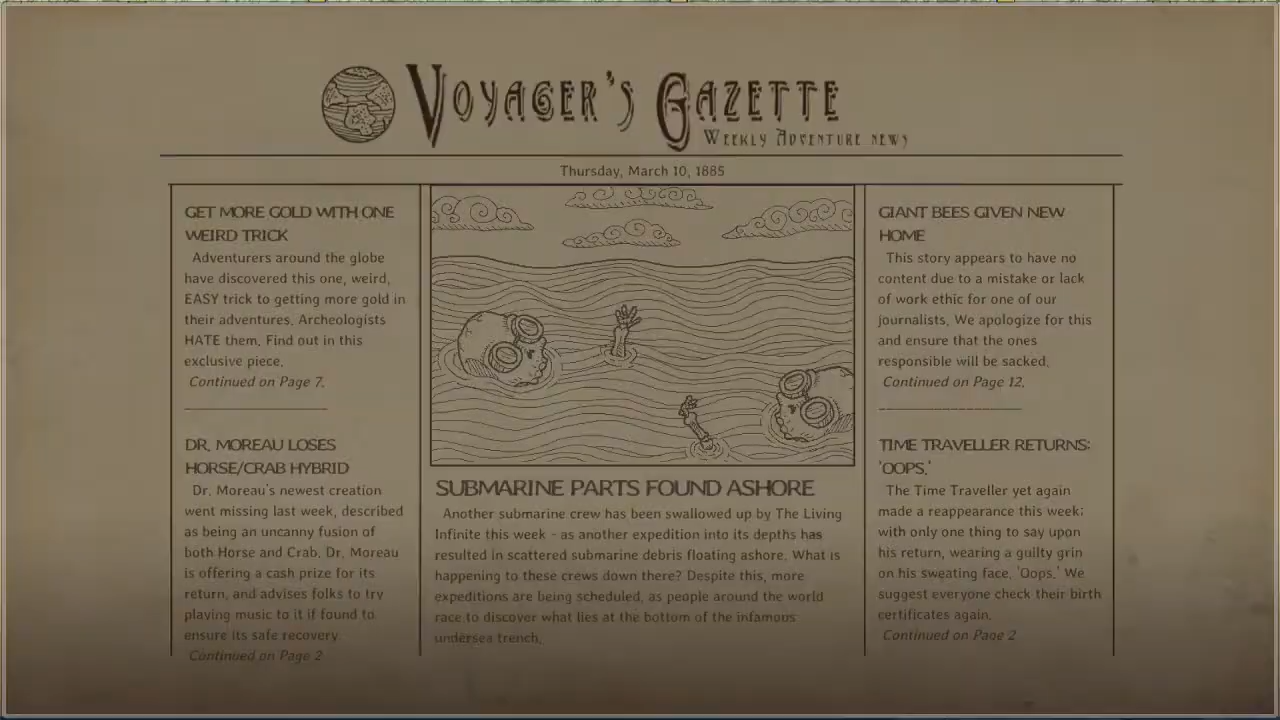 VOYAGER'S GAZETTE
WEEKLY ADVENTURE NEWS
Thursday, March 10, 1885
GET MORE GOLD WITH ONE
WEIRD TRICK
Adventurers around the globe
have discovered this one, weird,
EASY trick to getting more gold in
their adventures. Archeologists
HATE them. Find out in this
exclusive piece.
Continued on Page 7.
DR. MOREAU LOSES
HORSE/CRAB HYBRID
Dr. Moreau's newest creation
went missing last week, described
as being an uncanny fusion of
both Horse and Crab. Dr. Moreau
is offering a cash prize for its
return, and advises folks to try
playing music to it if found to
ensure its safe recovery.
Continued on Page 2
SUBMARINE PARTS FOUND ASHORE
Another submarine crew has been swallowed up by The Living
Infinite this week - as another expedition into its depths has
resulted in scattered submarine debris floating ashore. What is
happening to these crews down there? Despite this, more
expeditions are being scheduled, as people around the world
race to discover what lies at the bottom of the infamous
undersea trench.
GIANT BEES GIVEN NEW
HOME
This story appears to have no
content due to a mistake or lack
of work ethic for one of our
journalists. We apologize for this
and ensure that the ones
responsible will be sacked.
Continued on Page 12.
TIME TRAVELLER RETURNS:
'OOPS.'
The Time Traveller yet again
made a reappearance this week;
with only one thing to say upon
his return, wearing a guilty grin
on his sweating face. 'Oops.' We
suggest everyone check their birth
certificates again.
Continued on Page 2